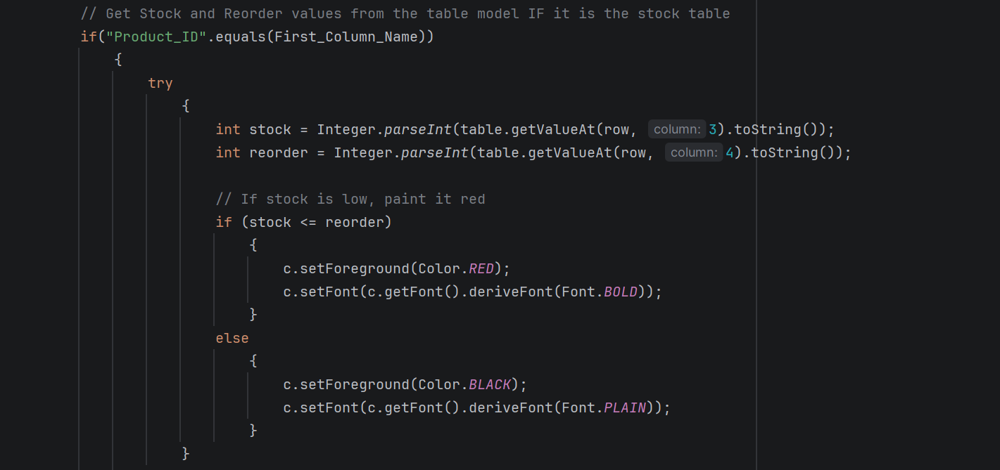 // Get Stock and Reorder values from the table model IF it is the stock table
if("Product_ID".equals(First_Column_Name))
{
try
{
int stock = Integer.parseInt(table.getValueAt(row, column: 3).toString());
int reorder = Integer.parseInt(table.getValueAt(row, column: 4).toString());
// If stock is low, paint it red
if (stock <= reorder)
{
c.setForeground(Color.RED);
c.setFont(c.getFont().deriveFont(Font.BOLD));
}
else
{
c.setForeground(Color.BLACK);
c.setFont(c.getFont().deriveFont(Font.PLAIN));
}
}